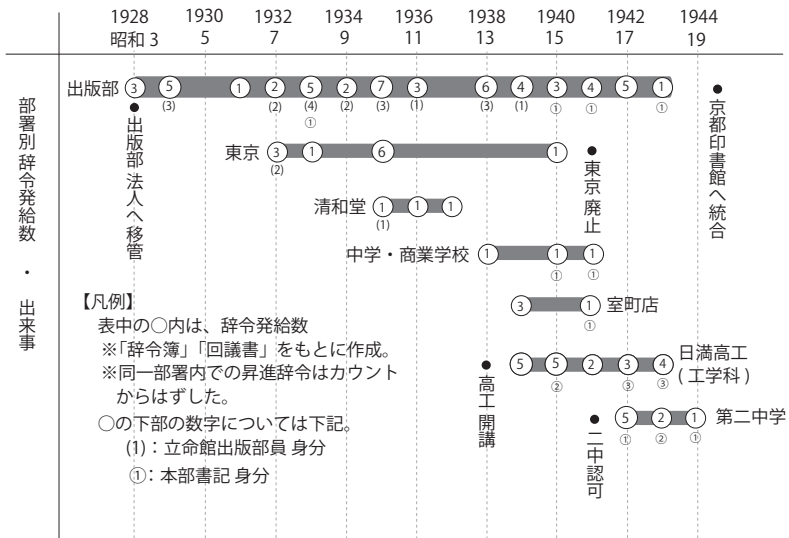 1928 1930 1932 1934 1936 1938 1940 1942 1944
昭和 3 5 7 9 11 13 15 17 19
部署別 辞令発給数 ・ 出来事
出版部 3 5 1 2 5 2 7 3 6 4 3 4 5 1
(3) (2) (4) (2) (3) (1) (3) (1) ① ① ①
①
●出版部 法人へ移管
●京都印書館へ統合
東京 3 1 6 1
(2)
●東京 廃止
清和堂 1 1 1
(1)
中学・商業学校 1 1 1
① ①
3 1 室町店
①
5 5 2 3 4 日満高工
( 工学科 )
② ③ ③
●高工 開講
5 2 1 第二中学
① ② ①
●二中認可
【凡例】
表中の○内は、辞令発給数
※「辞令簿」「回議書」をもとに作成。
※同一部署内での昇進辞令はカウント
からはずした。
○の下部の数字については下記。
(1)：立命館出版部員 身分
①：本部書記 身分